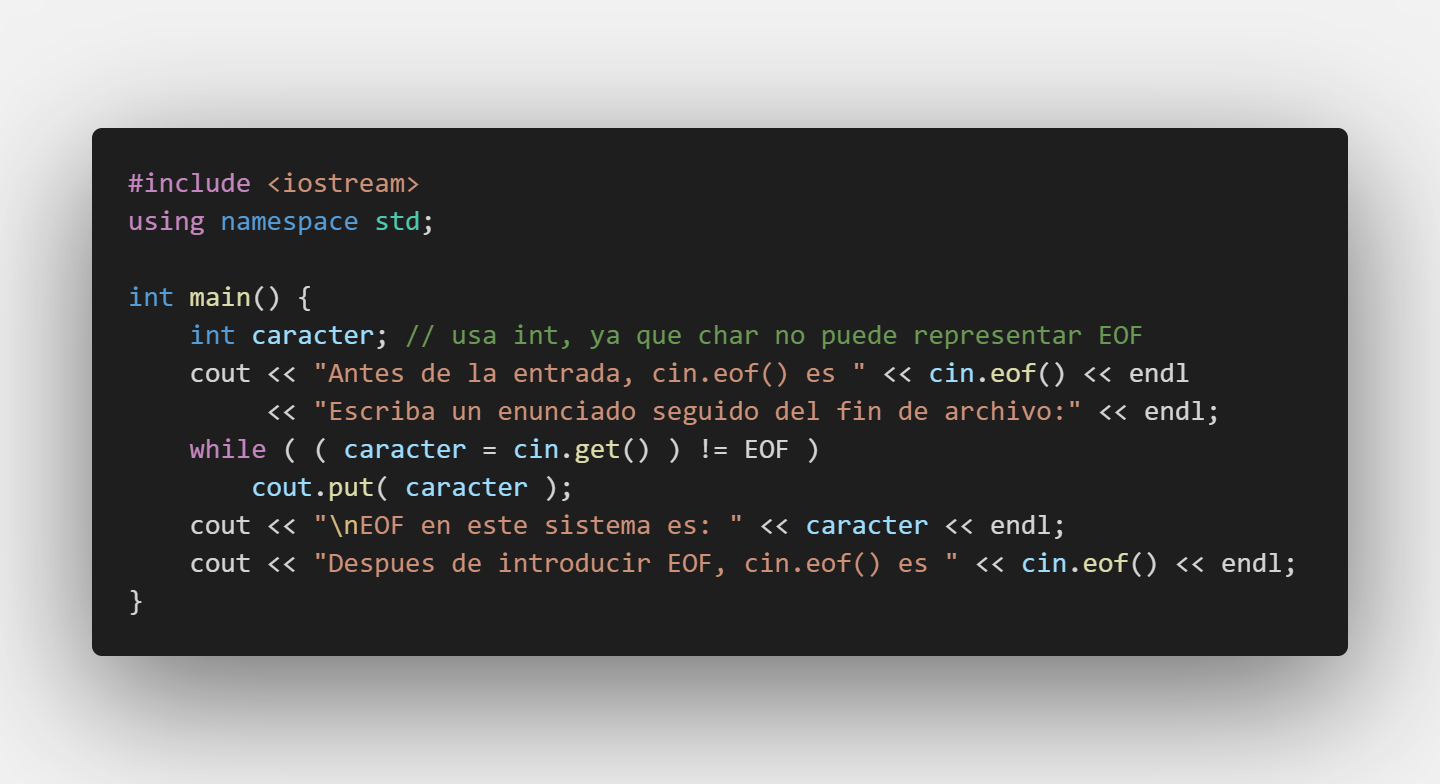 #include <iostream>
using namespace std;

int main() {
    int caracter; // usa int, ya que char no puede representar EOF
    cout << "Antes de la entrada, cin.eof() es " << cin.eof() << endl
         << "Escriba un enunciado seguido del fin de archivo:" << endl;
    while ( ( caracter = cin.get() ) != EOF )
        cout.put( caracter );
    cout << "\nEOF en este sistema es: " << caracter << endl;
    cout << "Despues de introducir EOF, cin.eof() es " << cin.eof() << endl;
}